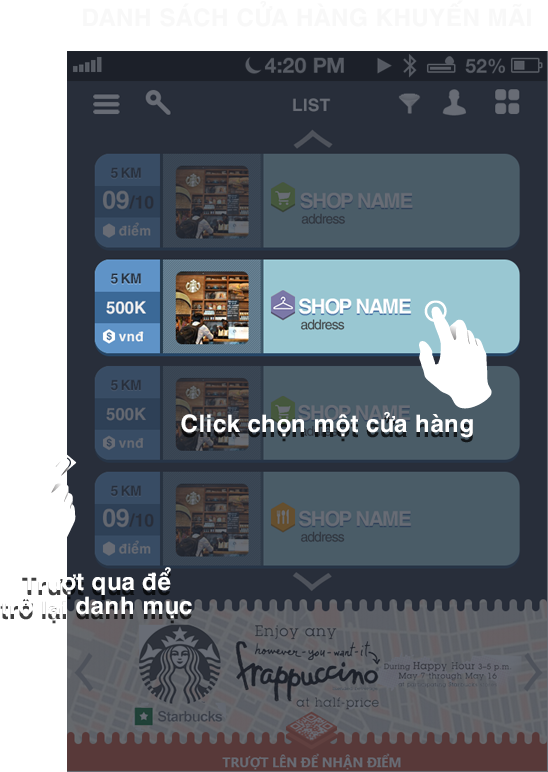 DANH SÁCH CỬA HÀNG KHUYẾN MÃI
4:20 PM 52%
LIST
5 KM
09/10
điểm
SHOP NAME
address
5 KM
500K
vnđ
SHOP NAME
address
5 KM
500K
vnđ
SHOP NAME
address
Click chọn một cửa hàng
5 KM
09/10
điểm
SHOP NAME
address
Trượt qua để
trở lại danh mục
Enjoy any
however-you-want-it
frappuccino
at half-price
During Happy Hour 3-5 p.m.
May 7 through May 16
Starbucks
TRƯỢT LÊN ĐỂ NHẬN ĐIỂM